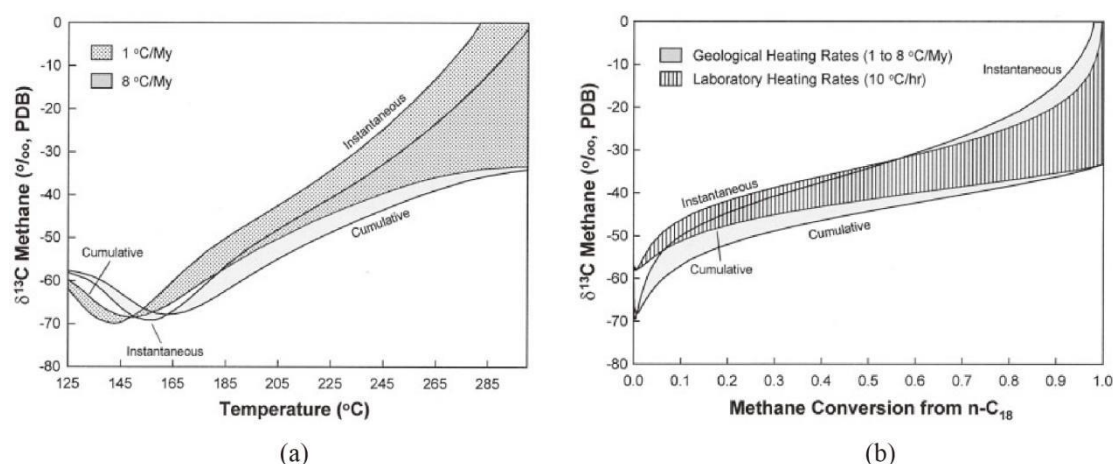 1 °C/My
8 °C/My
Instantaneous
Cumulative
Cumulative
Instantaneous
δ¹³C Methane (°/oo, PDB)
0
-10
-20
-30
-40
-50
-60
-70
-80
125 145 165 185 205 225 245 265 285
Temperature (°C)
(a)
Geological Heating Rates (1 to 8 °C/My)
Laboratory Heating Rates (10 °C/hr)
Instantaneous
Instantaneous
Cumulative
Cumulative
δ¹³C Methane (°/oo, PDB)
0
-10
-20
-30
-40
-50
-60
-70
-80
0.0 0.1 0.2 0.3 0.4 0.5 0.6 0.7 0.8 0.9 1.0
Methane Conversion from n-C₁₈
(b)